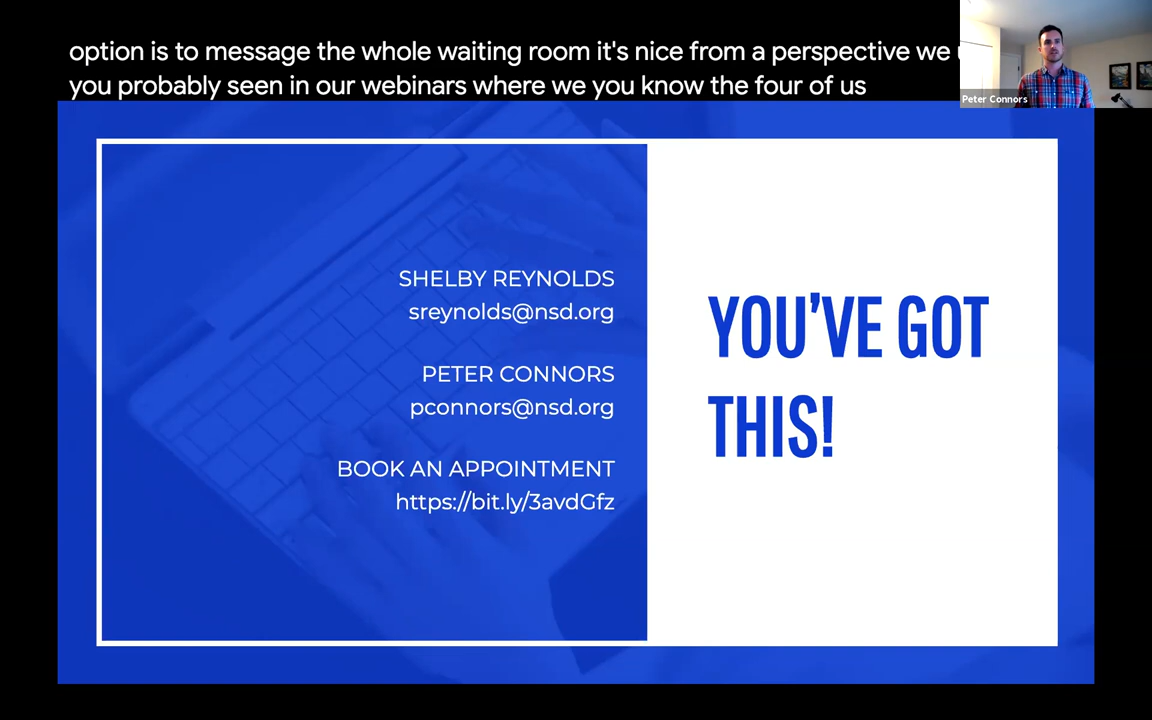 option is to message the whole waiting room it's nice from a perspective we
you probably seen in our webinars where we you know the four of us
Peter Connors
SHELBY REYNOLDS
sreynolds@nsd.org
PETER CONNORS
pconnors@nsd.org
BOOK AN APPOINTMENT
https://bit.ly/3avdGfz
YOU'VE GOT
THIS!